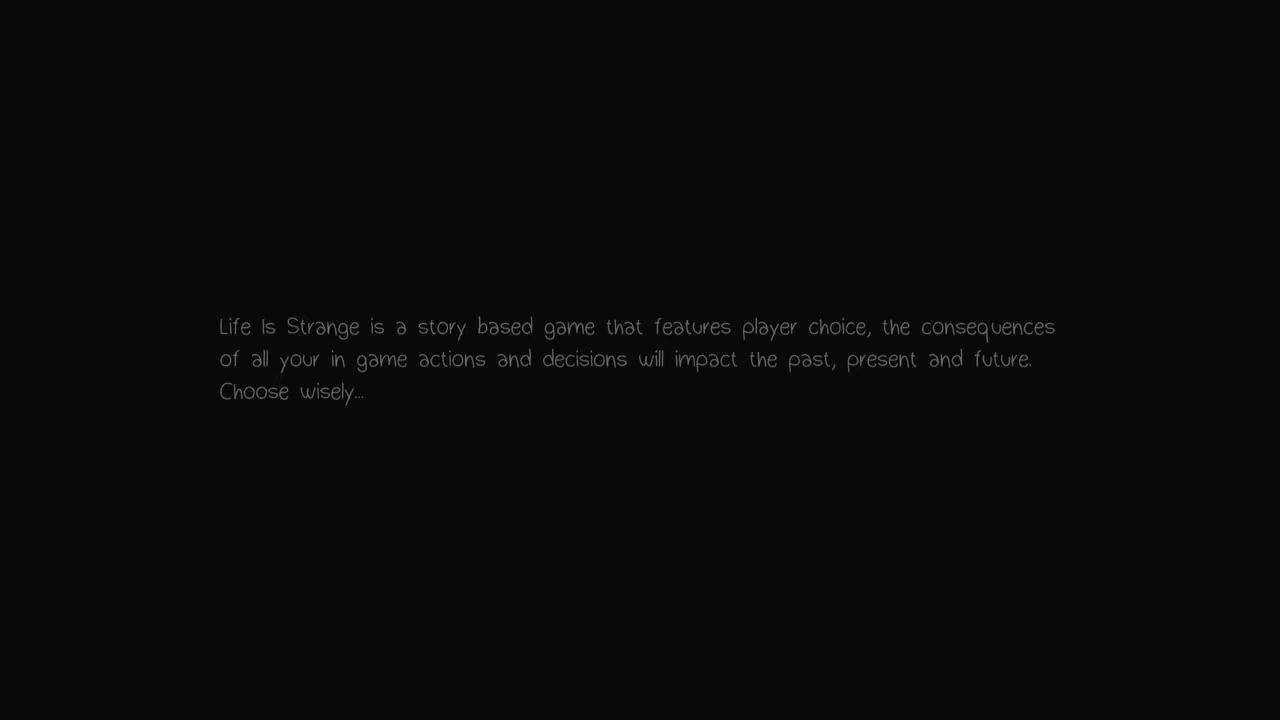 Life Is Strange is a story based game that features player choice, the consequences
of all your in game actions and decisions will impact the past, present and future.
Choose wisely...